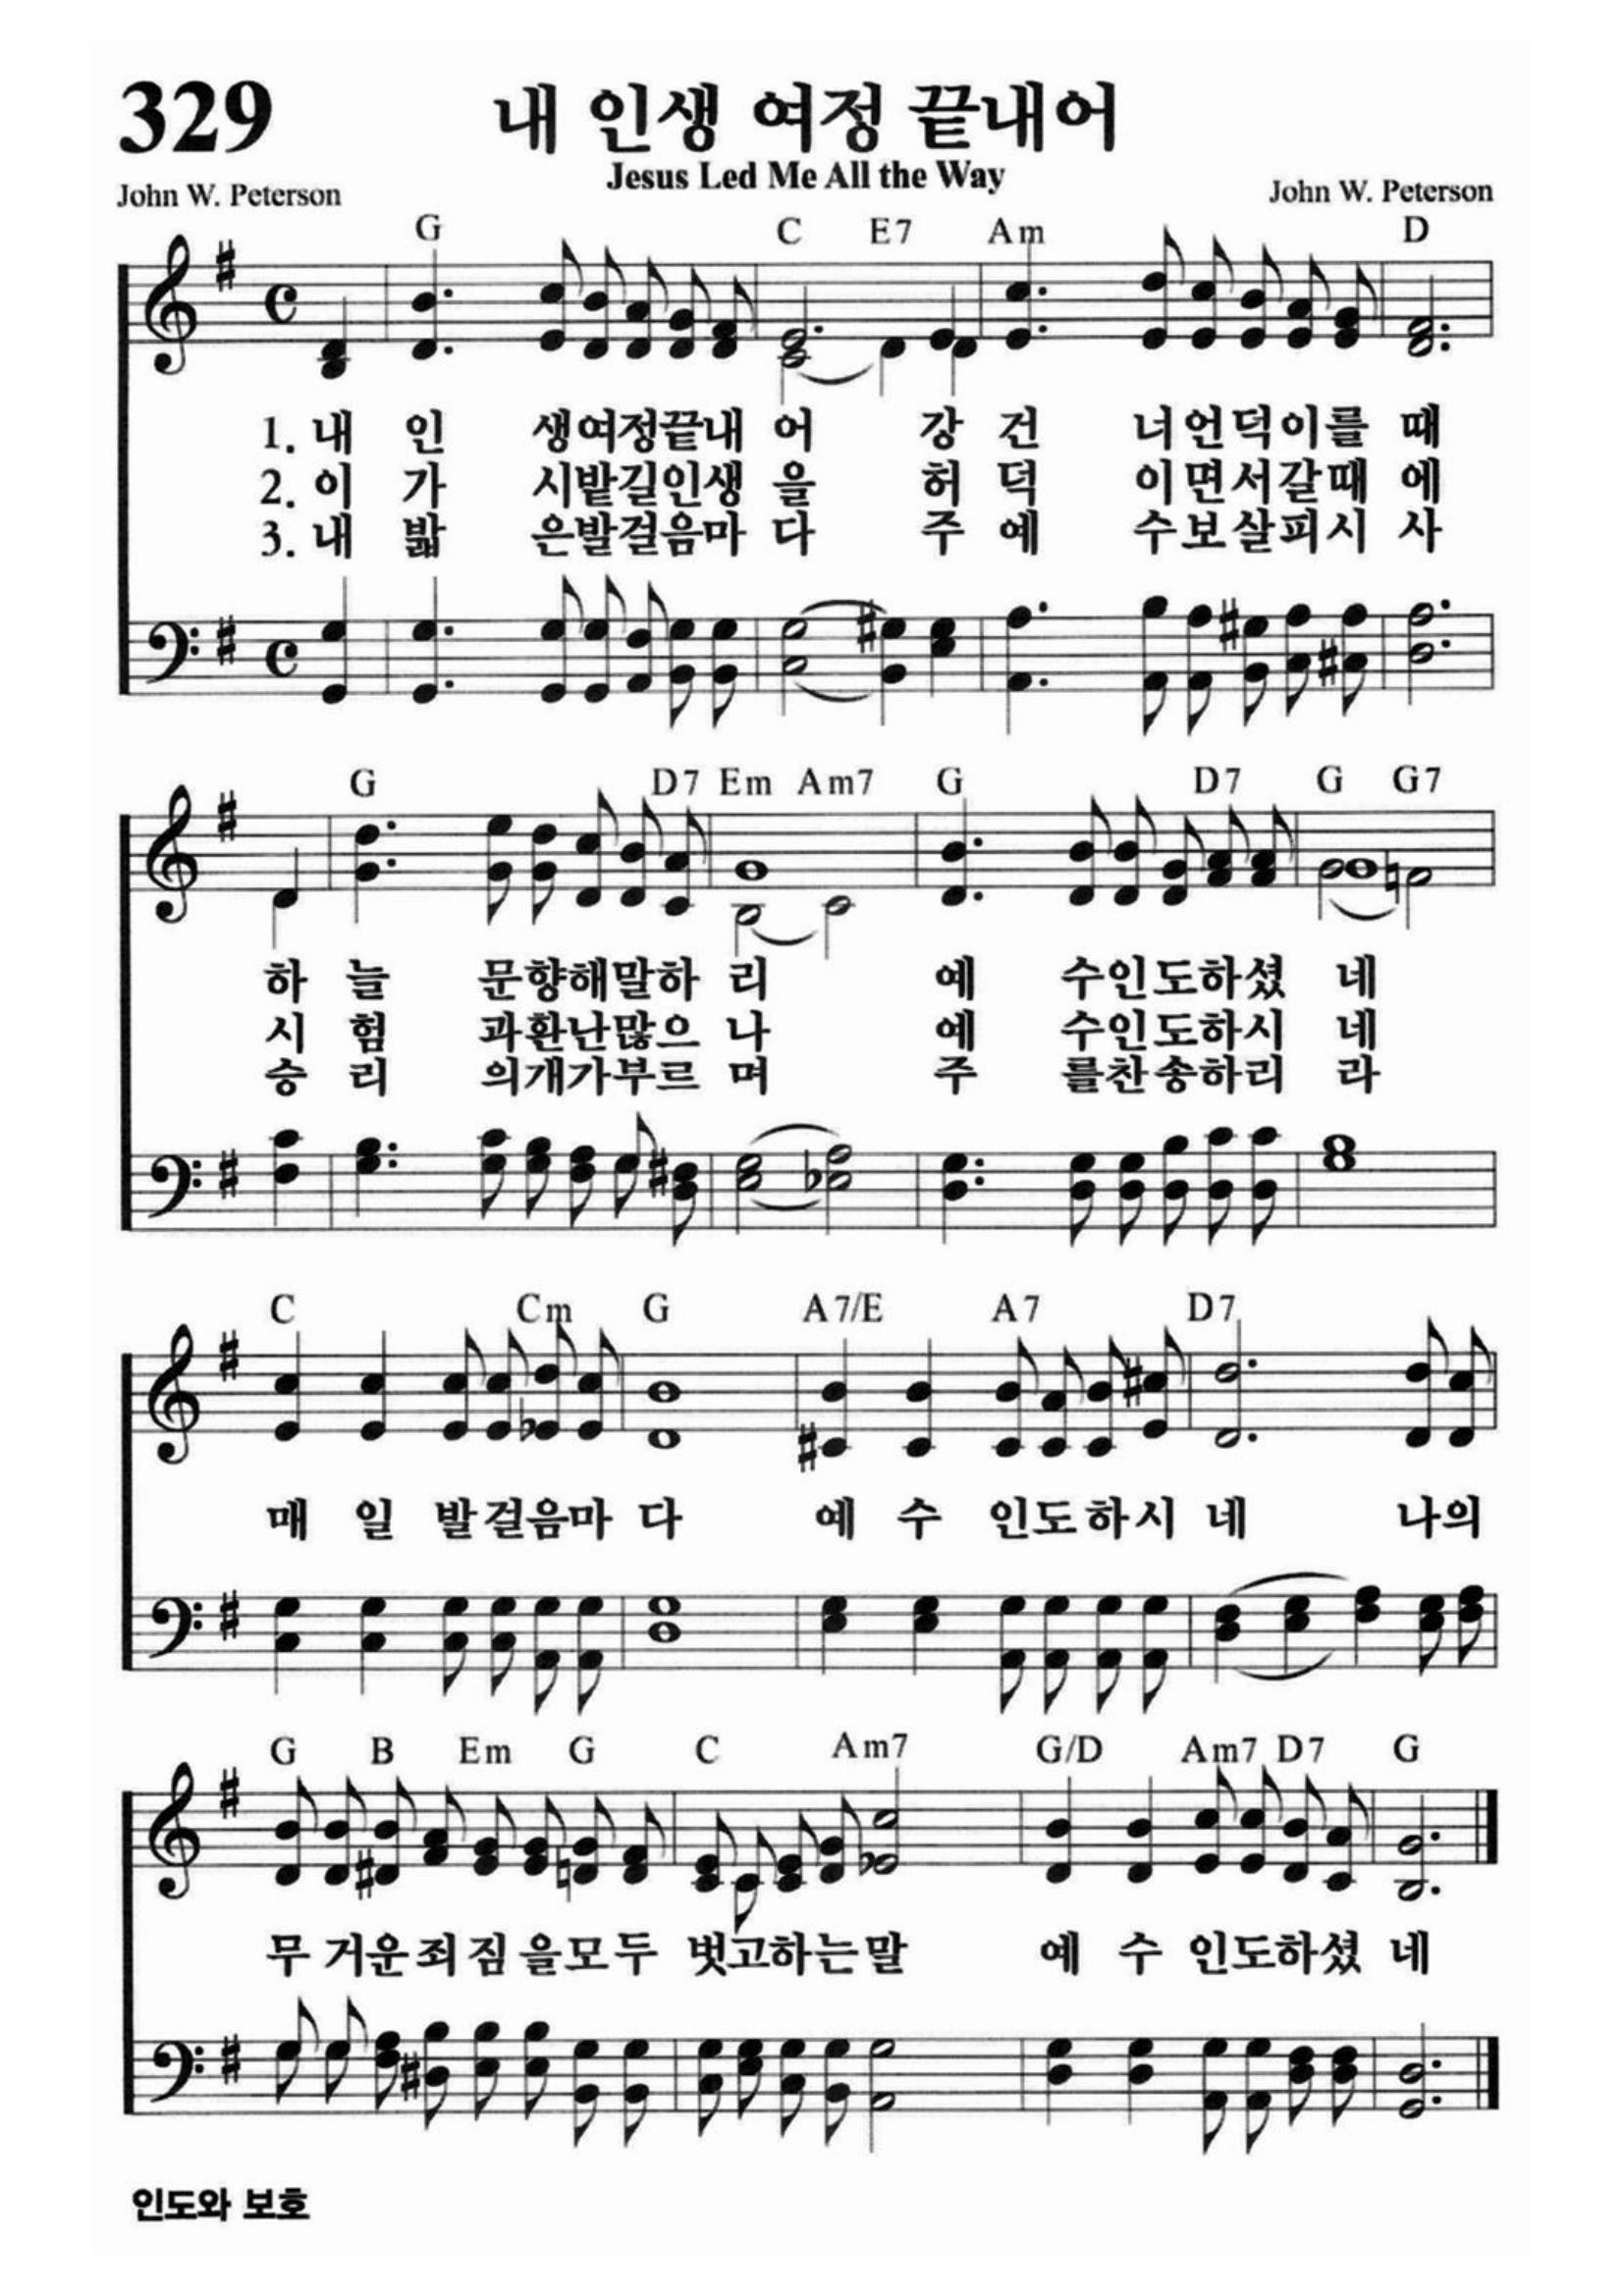 329
내 인생 여정 끝내어
Jesus Led Me All the Way
John W. Peterson
John W. Peterson
G C E7 Am D
1. 내 인 생여정끝내 어 강 건 너언덕이를 때
2. 이 가 시밭길인생 을 허 덕 이면서갈때 에
3. 내 밟 은발걸음마 다 주 예 수보살피시 사
G D7 Em Am7 G D7 G G7
하 늘 문향해말하 리 예 수인도하셨 네
시 험 과환난많으 나 예 수인도하시 네
승 리 의개가부르 며 주 를찬송하리 라
C Cm G A7/E A7 D7
매 일 발걸음마 다 예 수 인도하시 네 나의
G B Em G C Am7 G/D Am7 D7 G
무 거운죄짐을모두 벗고하는말 예 수 인도하셨 네
인도와 보호